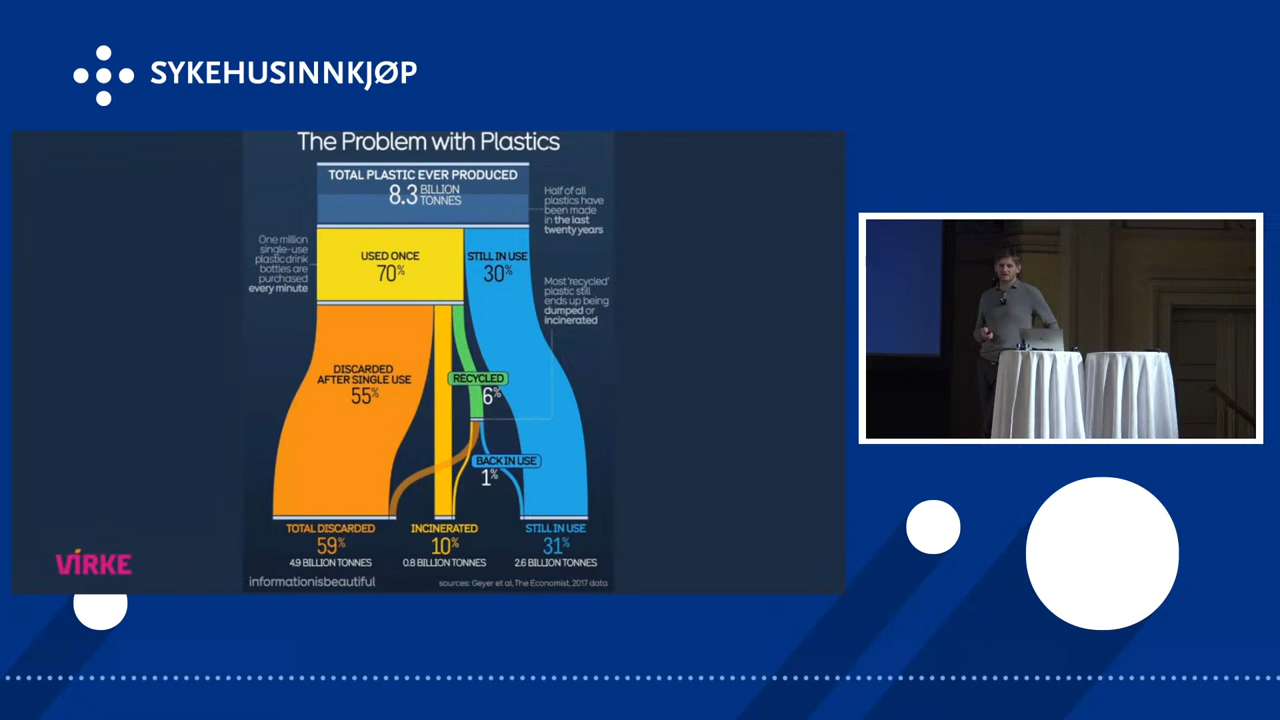 SYKEHUSINNKJØP
The Problem with Plastics
TOTAL PLASTIC EVER PRODUCED
8.3 BILLION
TONNES
Half of all
plastics have
been made
in the last
twenty years
One million
single-use
plastic drink
bottles are
purchased
every minute
USED ONCE
70%
STILL IN USE
30%
Most 'recycled'
plastic still
ends up being
dumped or
incinerated
DISCARDED
AFTER SINGLE USE
55%
RECYCLED
6%
BACK IN USE
1%
TOTAL DISCARDED
59%
4.9 BILLION TONNES
INCINERATED
10%
0.8 BILLION TONNES
STILL IN USE
31%
2.6 BILLION TONNES
VIRKE
informationisbeautiful
sources: Geyer et al, The Economist, 2017 data